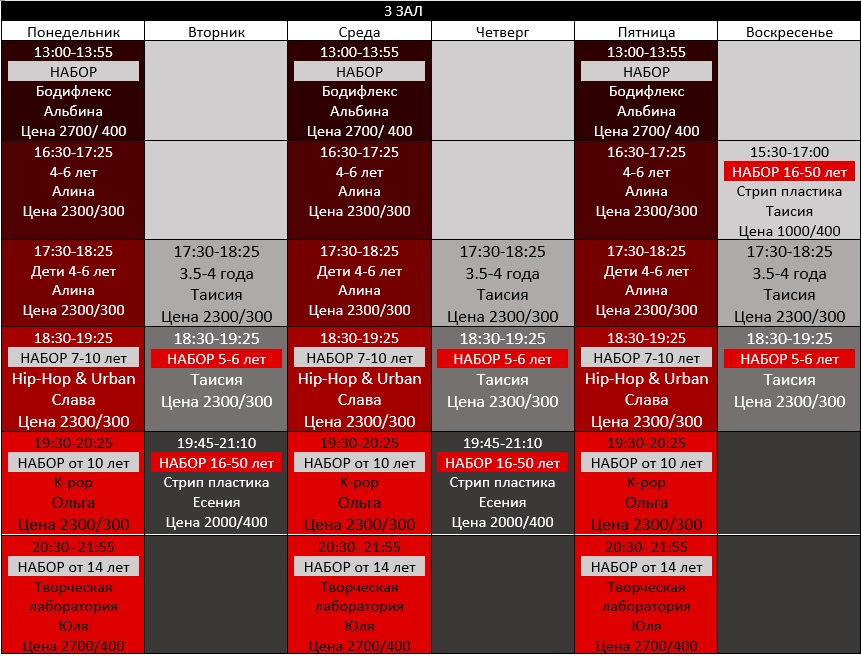 3 ЗАЛ
Понедельник Вторник Среда Четверг Пятница Воскресенье
13:00-13:55 13:00-13:55 13:00-13:55
НАБОР НАБОР НАБОР
Бодифлекс Бодифлекс Бодифлекс
Альбина Альбина Альбина
Цена 2700/ 400 Цена 2700/ 400 Цена 2700/ 400
16:30-17:25 16:30-17:25 16:30-17:25 15:30-17:00
4-6 лет 4-6 лет 4-6 лет НАБОР 16-50 лет
Алина Алина Алина Стрип пластика
Цена 2300/300 Цена 2300/300 Цена 2300/300 Таисия
Цена 1000/400
17:30-18:25 17:30-18:25 17:30-18:25 17:30-18:25 17:30-18:25 17:30-18:25
Дети 4-6 лет 3.5-4 года Дети 4-6 лет 3.5-4 года Дети 4-6 лет 3.5-4 года
Алина Таисия Алина Таисия Алина Таисия
Цена 2300/300 Цена 2300/300 Цена 2300/300 Цена 2300/300 Цена 2300/300 Цена 2300/300
18:30-19:25 18:30-19:25 18:30-19:25 18:30-19:25 18:30-19:25 18:30-19:25
НАБОР 7-10 лет НАБОР 5-6 лет НАБОР 7-10 лет НАБОР 5-6 лет НАБОР 7-10 лет НАБОР 5-6 лет
Hip-Hop & Urban Таисия Hip-Hop & Urban Таисия Hip-Hop & Urban Таисия
Слава Цена 2300/300 Слава Цена 2300/300 Слава Цена 2300/300
Цена 2300/300 Цена 2300/300 Цена 2300/300
19:30-20:25 19:45-21:10 19:30-20:25 19:45-21:10 19:30-20:25
НАБОР от 10 лет НАБОР 16-50 лет НАБОР от 10 лет НАБОР 16-50 лет НАБОР от 10 лет
К-рор Стрип пластика К-рор Стрип пластика К-рор
Ольга Есения Ольга Есения Ольга
Цена 2300/300 Цена 2000/400 Цена 2300/300 Цена 2000/400 Цена 2300/300
20:30- 21:55 20:30- 21:55 20:30- 21:55
НАБОР от 14 лет НАБОР от 14 лет НАБОР от 14 лет
Творческая Творческая Творческая
лаборатория лаборатория лаборатория
Юля Юля Юля
Цена 2700/400 Цена 2700/400 Цена 2700/400